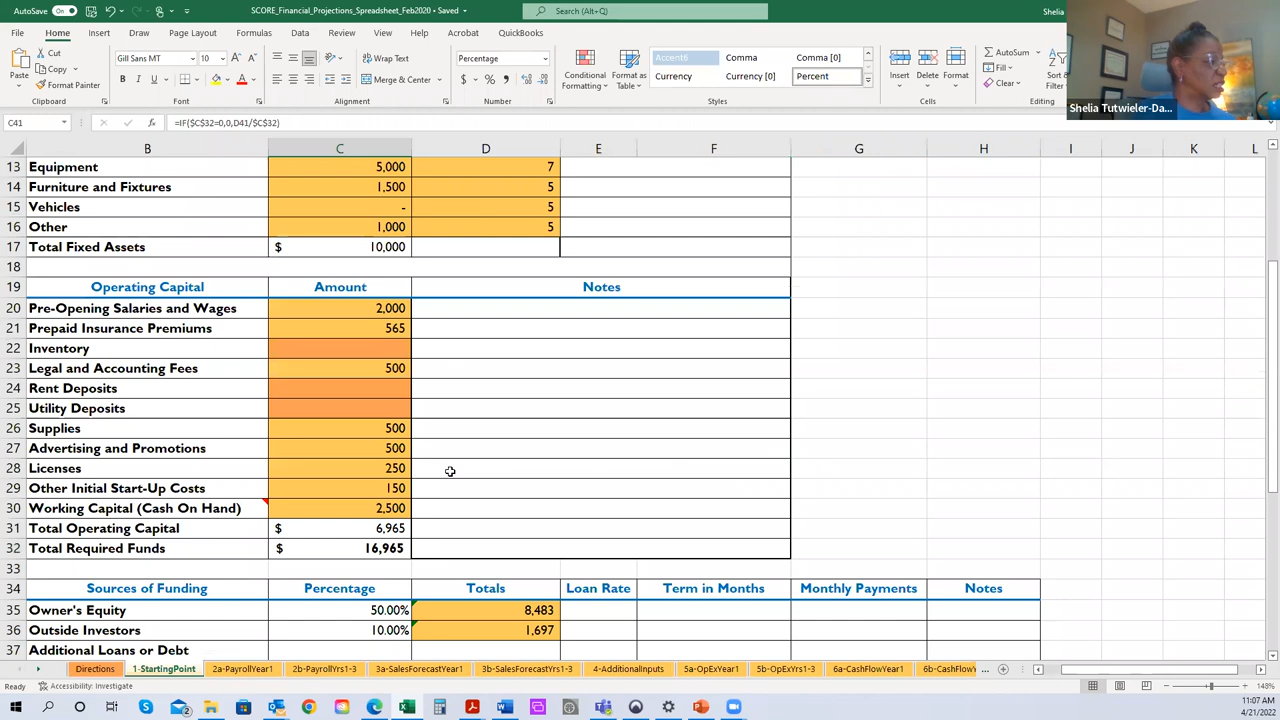 AutoSave On SCORE_Financial_Projections_Spreadsheet_Feb2020 • Saved Search (Alt+Q) Shelia
File Home Insert Draw Page Layout Formulas Data Review View Help Acrobat QuickBooks
Paste Cut Copy Format Painter Clipboard
Gill Sans MT 10 B I U Font
Wrap Text Merge & Center Alignment
Percentage $ % Number
Conditional Formatting Format as Table
Accent6 Comma Comma [0]
Currency Currency [0] Percent
Styles
Insert Delete Format Cells
AutoSum Fill Clear Editing
Sort & Filter
Shelia Tutwieler-Da...
C41 fx =IF($C$32=0,0,D41/$C$32)
B C D E F G H I J K L
13 Equipment 5,000 7
14 Furniture and Fixtures 1,500 5
15 Vehicles - 5
16 Other 1,000 5
17 Total Fixed Assets $ 10,000
18
19 Operating Capital Amount Notes
20 Pre-Opening Salaries and Wages 2,000
21 Prepaid Insurance Premiums 565
22 Inventory
23 Legal and Accounting Fees 500
24 Rent Deposits
25 Utility Deposits
26 Supplies 500
27 Advertising and Promotions 500
28 Licenses 250
29 Other Initial Start-Up Costs 150
30 Working Capital (Cash On Hand) 2,500
31 Total Operating Capital $ 6,965
32 Total Required Funds $ 16,965
33
34 Sources of Funding Percentage Totals Loan Rate Term in Months Monthly Payments Notes
35 Owner's Equity 50.00% 8,483
36 Outside Investors 10.00% 1,697
37 Additional Loans or Debt
Directions 1-StartingPoint 2a-PayrollYear1 2b-PayrollYrs1-3 3a-SalesForecastYear1 3b-SalesForecastYrs1-3 4-AdditionalInputs 5a-OpExYear1 5b-OpExYrs1-3 6a-CashFlowYear1 6b-CashFlowY ...
Ready Accessibility: Investigate 148%
11:07 AM
4/21/2022